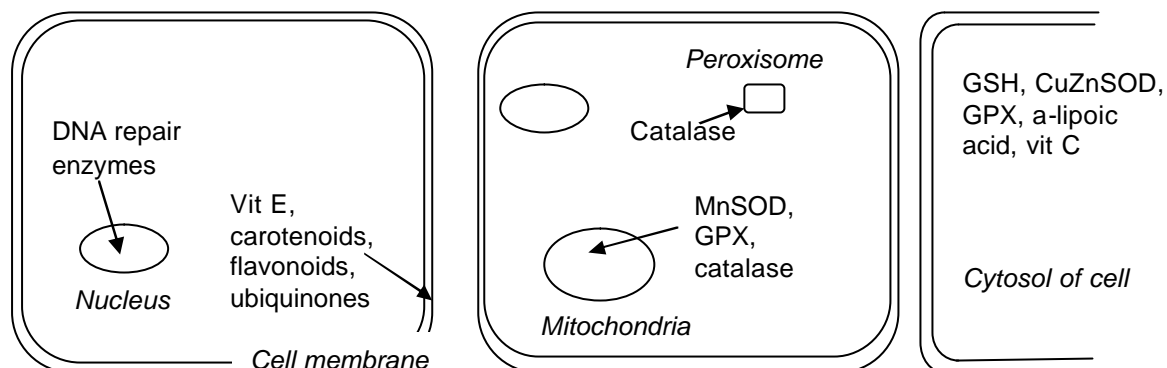 DNA repair
enzymes
Nucleus
Vit E,
carotenoids,
flavonoids,
ubiquinones
Cell membrane
Peroxisome
Catalase
MnSOD,
GPX,
catalase
Mitochondria
GSH, CuZnSOD,
GPX, a-lipoic
acid, vit C
Cytosol of cell